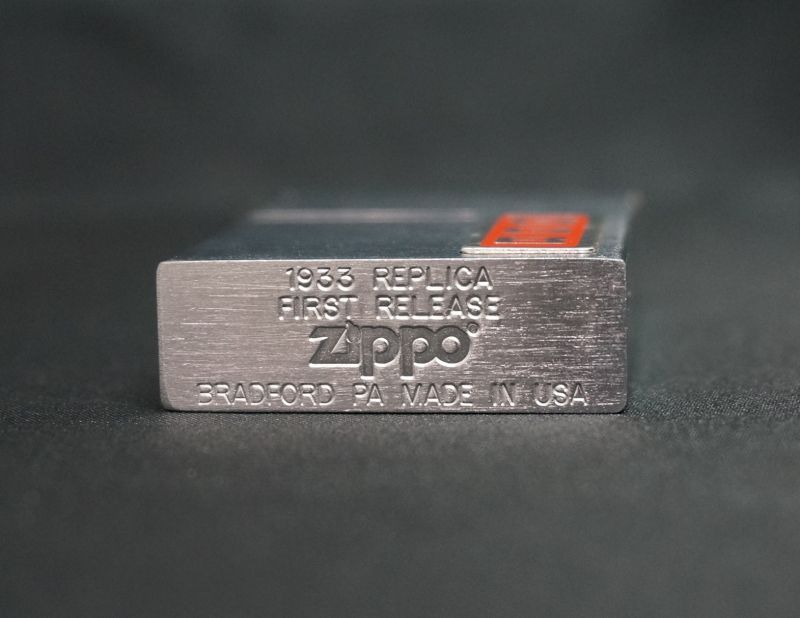 1933 REPLICA
FIRST RELEASE
Zippo®
BRADFORD PA MADE IN USA